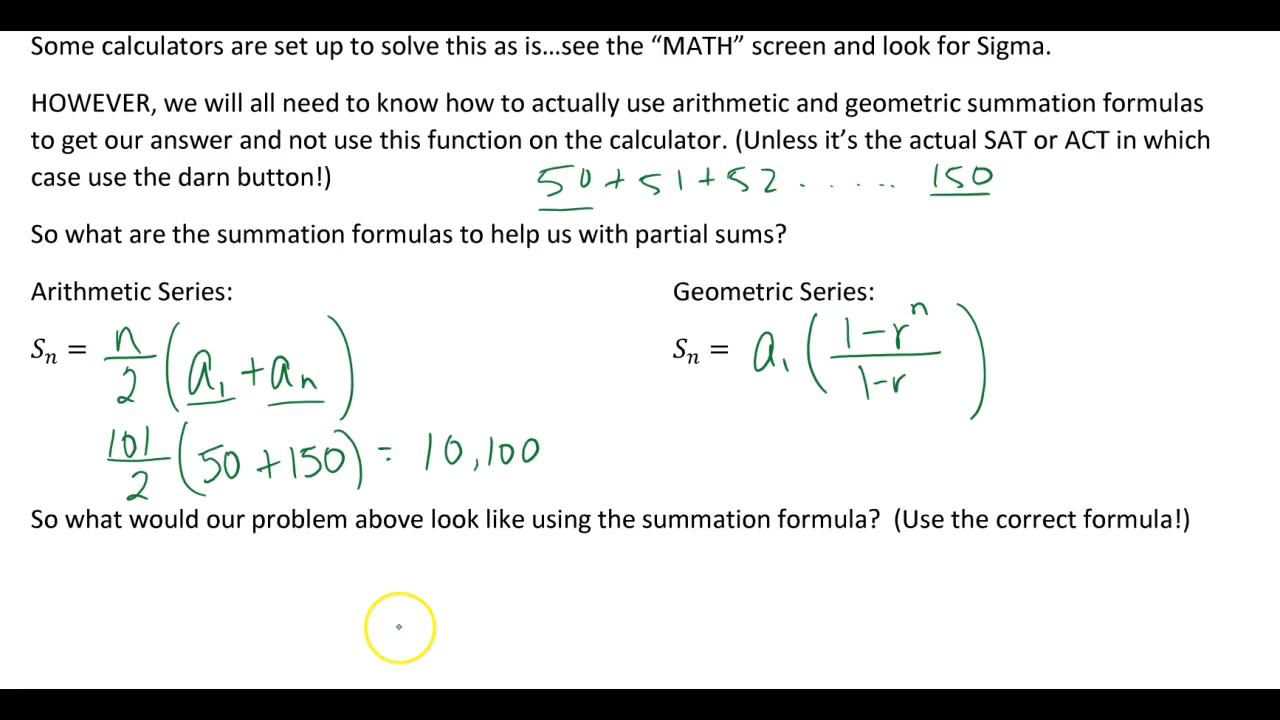 Some calculators are set up to solve this as is…see the “MATH” screen and look for Sigma.
HOWEVER, we will all need to know how to actually use arithmetic and geometric summation formulas
to get our answer and not use this function on the calculator. (Unless it’s the actual SAT or ACT in which
case use the darn button!)
50 + 51 + 52 . . . . . . . 150
So what are the summation formulas to help us with partial sums?
Arithmetic Series:
Sₙ = n/2 (a₁ + aₙ)
101/2 (50 + 150) = 10,100
Geometric Series:
Sₙ = a₁ ((1-rⁿ)/(1-r))
So what would our problem above look like using the summation formula? (Use the correct formula!)